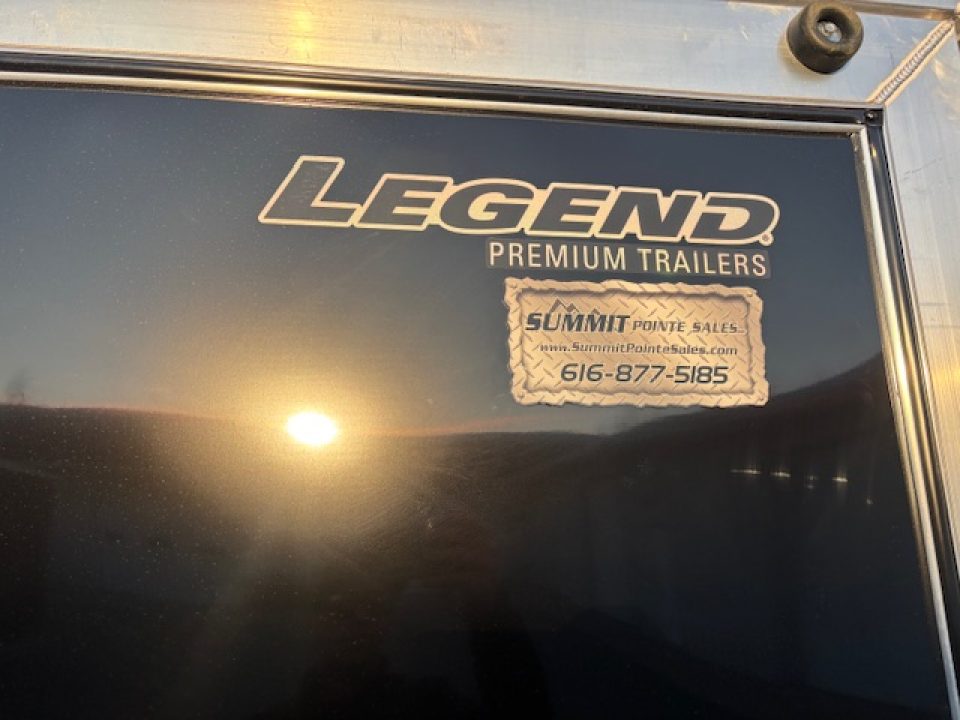 LEGEND®
PREMIUM TRAILERS
SUMMIT POINTE SALES
www.SummitPointeSales.com
616-877-5185